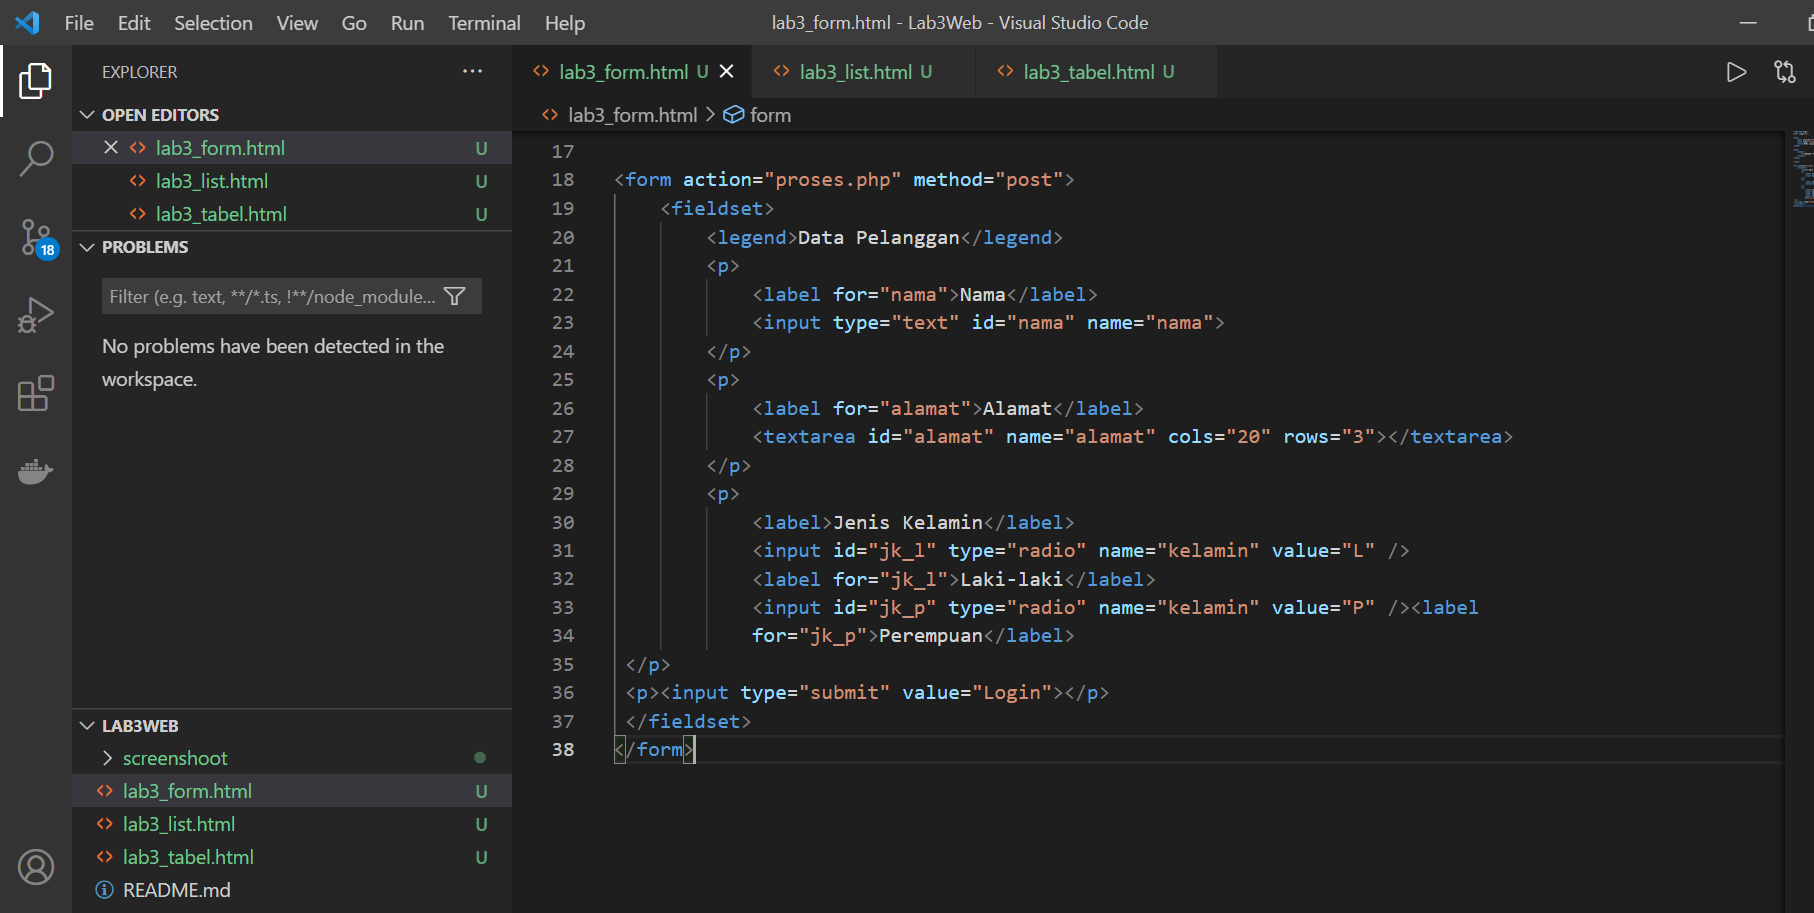 File Edit Selection View Go Run Terminal Help lab3_form.html - Lab3Web - Visual Studio Code
EXPLORER ...
OPEN EDITORS
lab3_form.html U
lab3_list.html U
lab3_tabel.html U
18
PROBLEMS
Filter (e.g. text, **/*.ts, !**/node_module...
No problems have been detected in the
workspace.
LAB3WEB
screenshoot
lab3_form.html U
lab3_list.html U
lab3_tabel.html U
README.md
lab3_form.html U lab3_list.html U lab3_tabel.html U
lab3_form.html > form
17
18 <form action="proses.php" method="post">
19 <fieldset>
20 <legend>Data Pelanggan</legend>
21 <p>
22 <label for="nama">Nama</label>
23 <input type="text" id="nama" name="nama">
24 </p>
25 <p>
26 <label for="alamat">Alamat</label>
27 <textarea id="alamat" name="alamat" cols="20" rows="3"></textarea>
28 </p>
29 <p>
30 <label>Jenis Kelamin</label>
31 <input id="jk_l" type="radio" name="kelamin" value="L" />
32 <label for="jk_l">Laki-laki</label>
33 <input id="jk_p" type="radio" name="kelamin" value="P" /><label
34 for="jk_p">Perempuan</label>
35 </p>
36 <p><input type="submit" value="Login"></p>
37 </fieldset>
38 </form>